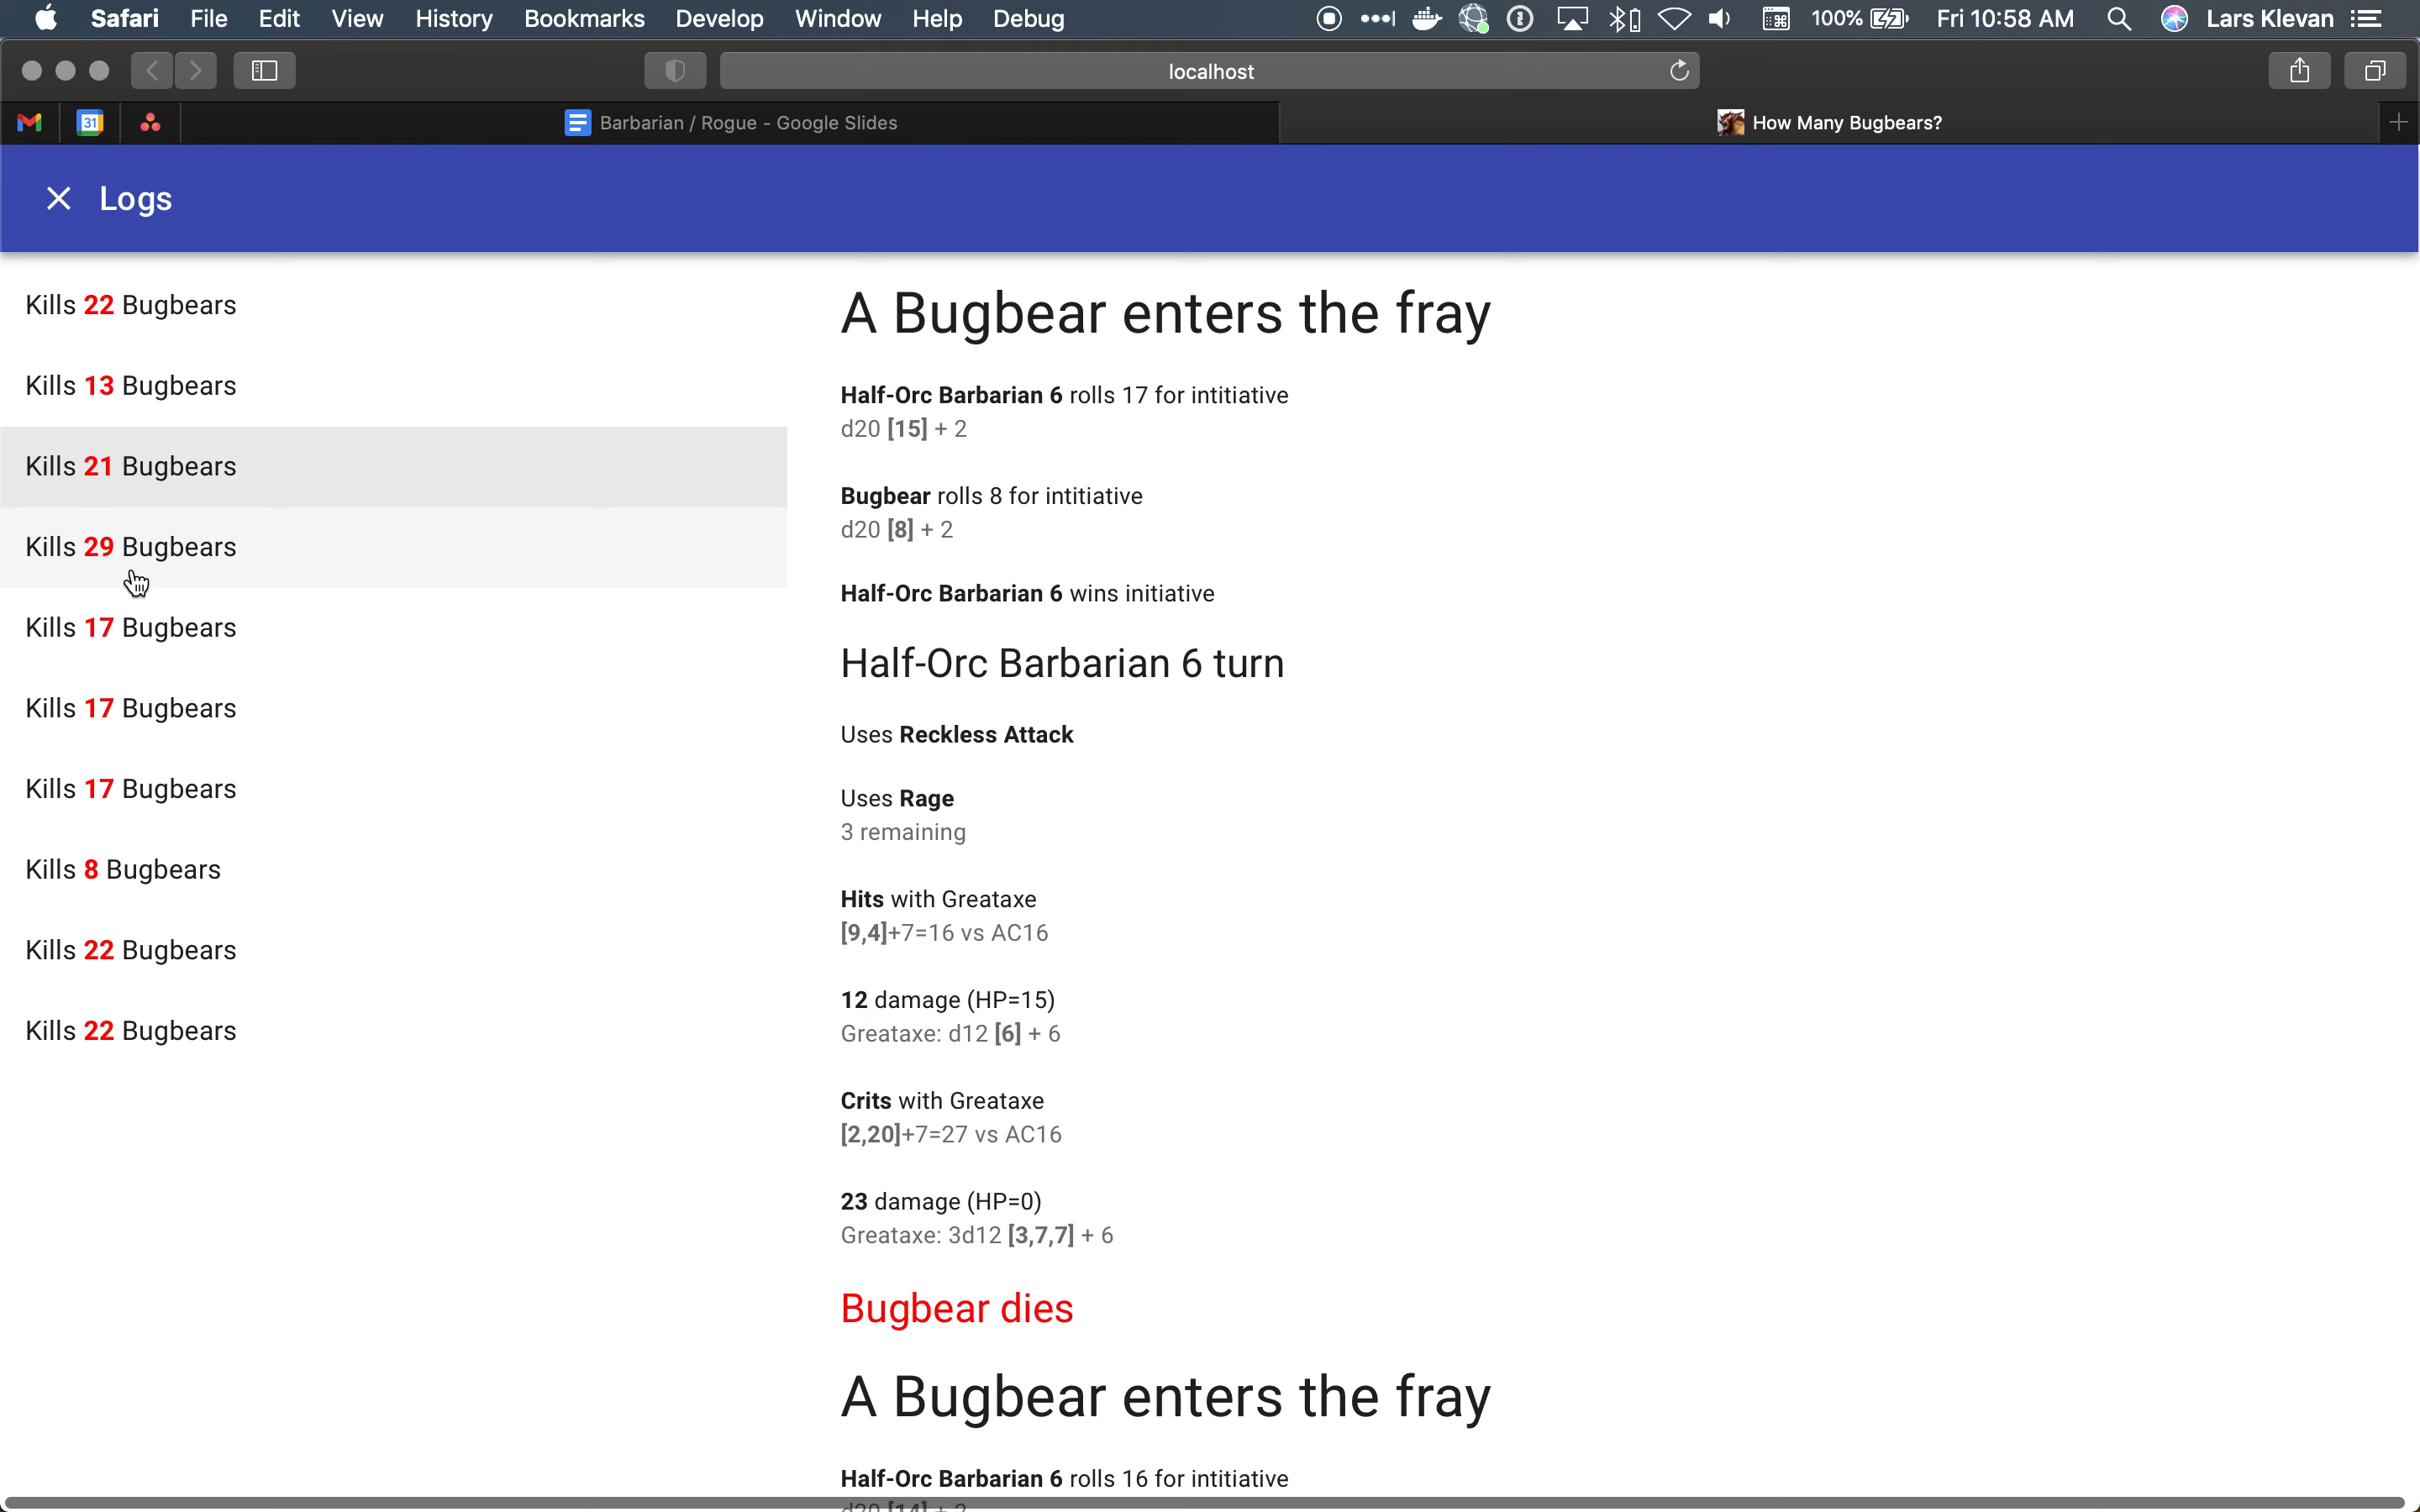 Safari File Edit View History Bookmarks Develop Window Help Debug 100% Fri 10:58 AM Lars Klevan
localhost
31 Barbarian / Rogue - Google Slides How Many Bugbears?
Logs
Kills 22 Bugbears
Kills 13 Bugbears
Kills 21 Bugbears
Kills 29 Bugbears
Kills 17 Bugbears
Kills 17 Bugbears
Kills 17 Bugbears
Kills 8 Bugbears
Kills 22 Bugbears
Kills 22 Bugbears
A Bugbear enters the fray
Half-Orc Barbarian 6 rolls 17 for intitiative
d20 [15] + 2
Bugbear rolls 8 for intitiative
d20 [8] + 2
Half-Orc Barbarian 6 wins initiative
Half-Orc Barbarian 6 turn
Uses Reckless Attack
Uses Rage
3 remaining
Hits with Greataxe
[9,4]+7=16 vs AC16
12 damage (HP=15)
Greataxe: d12 [6] + 6
Crits with Greataxe
[2,20]+7=27 vs AC16
23 damage (HP=0)
Greataxe: 3d12 [3,7,7] + 6
Bugbear dies
A Bugbear enters the fray
Half-Orc Barbarian 6 rolls 16 for intitiative
d20 [14] + 2